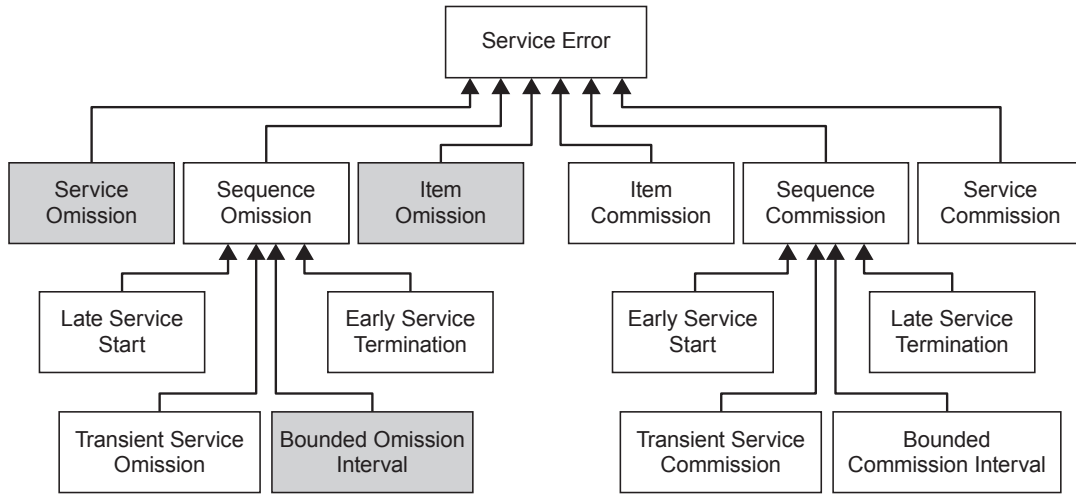 Service Error
Service
Omission
Sequence
Omission
Item
Omission
Item
Commission
Sequence
Commission
Service
Commission
Late Service
Start
Early Service
Termination
Early Service
Start
Late Service
Termination
Transient Service
Omission
Bounded Omission
Interval
Transient Service
Commission
Bounded
Commission Interval